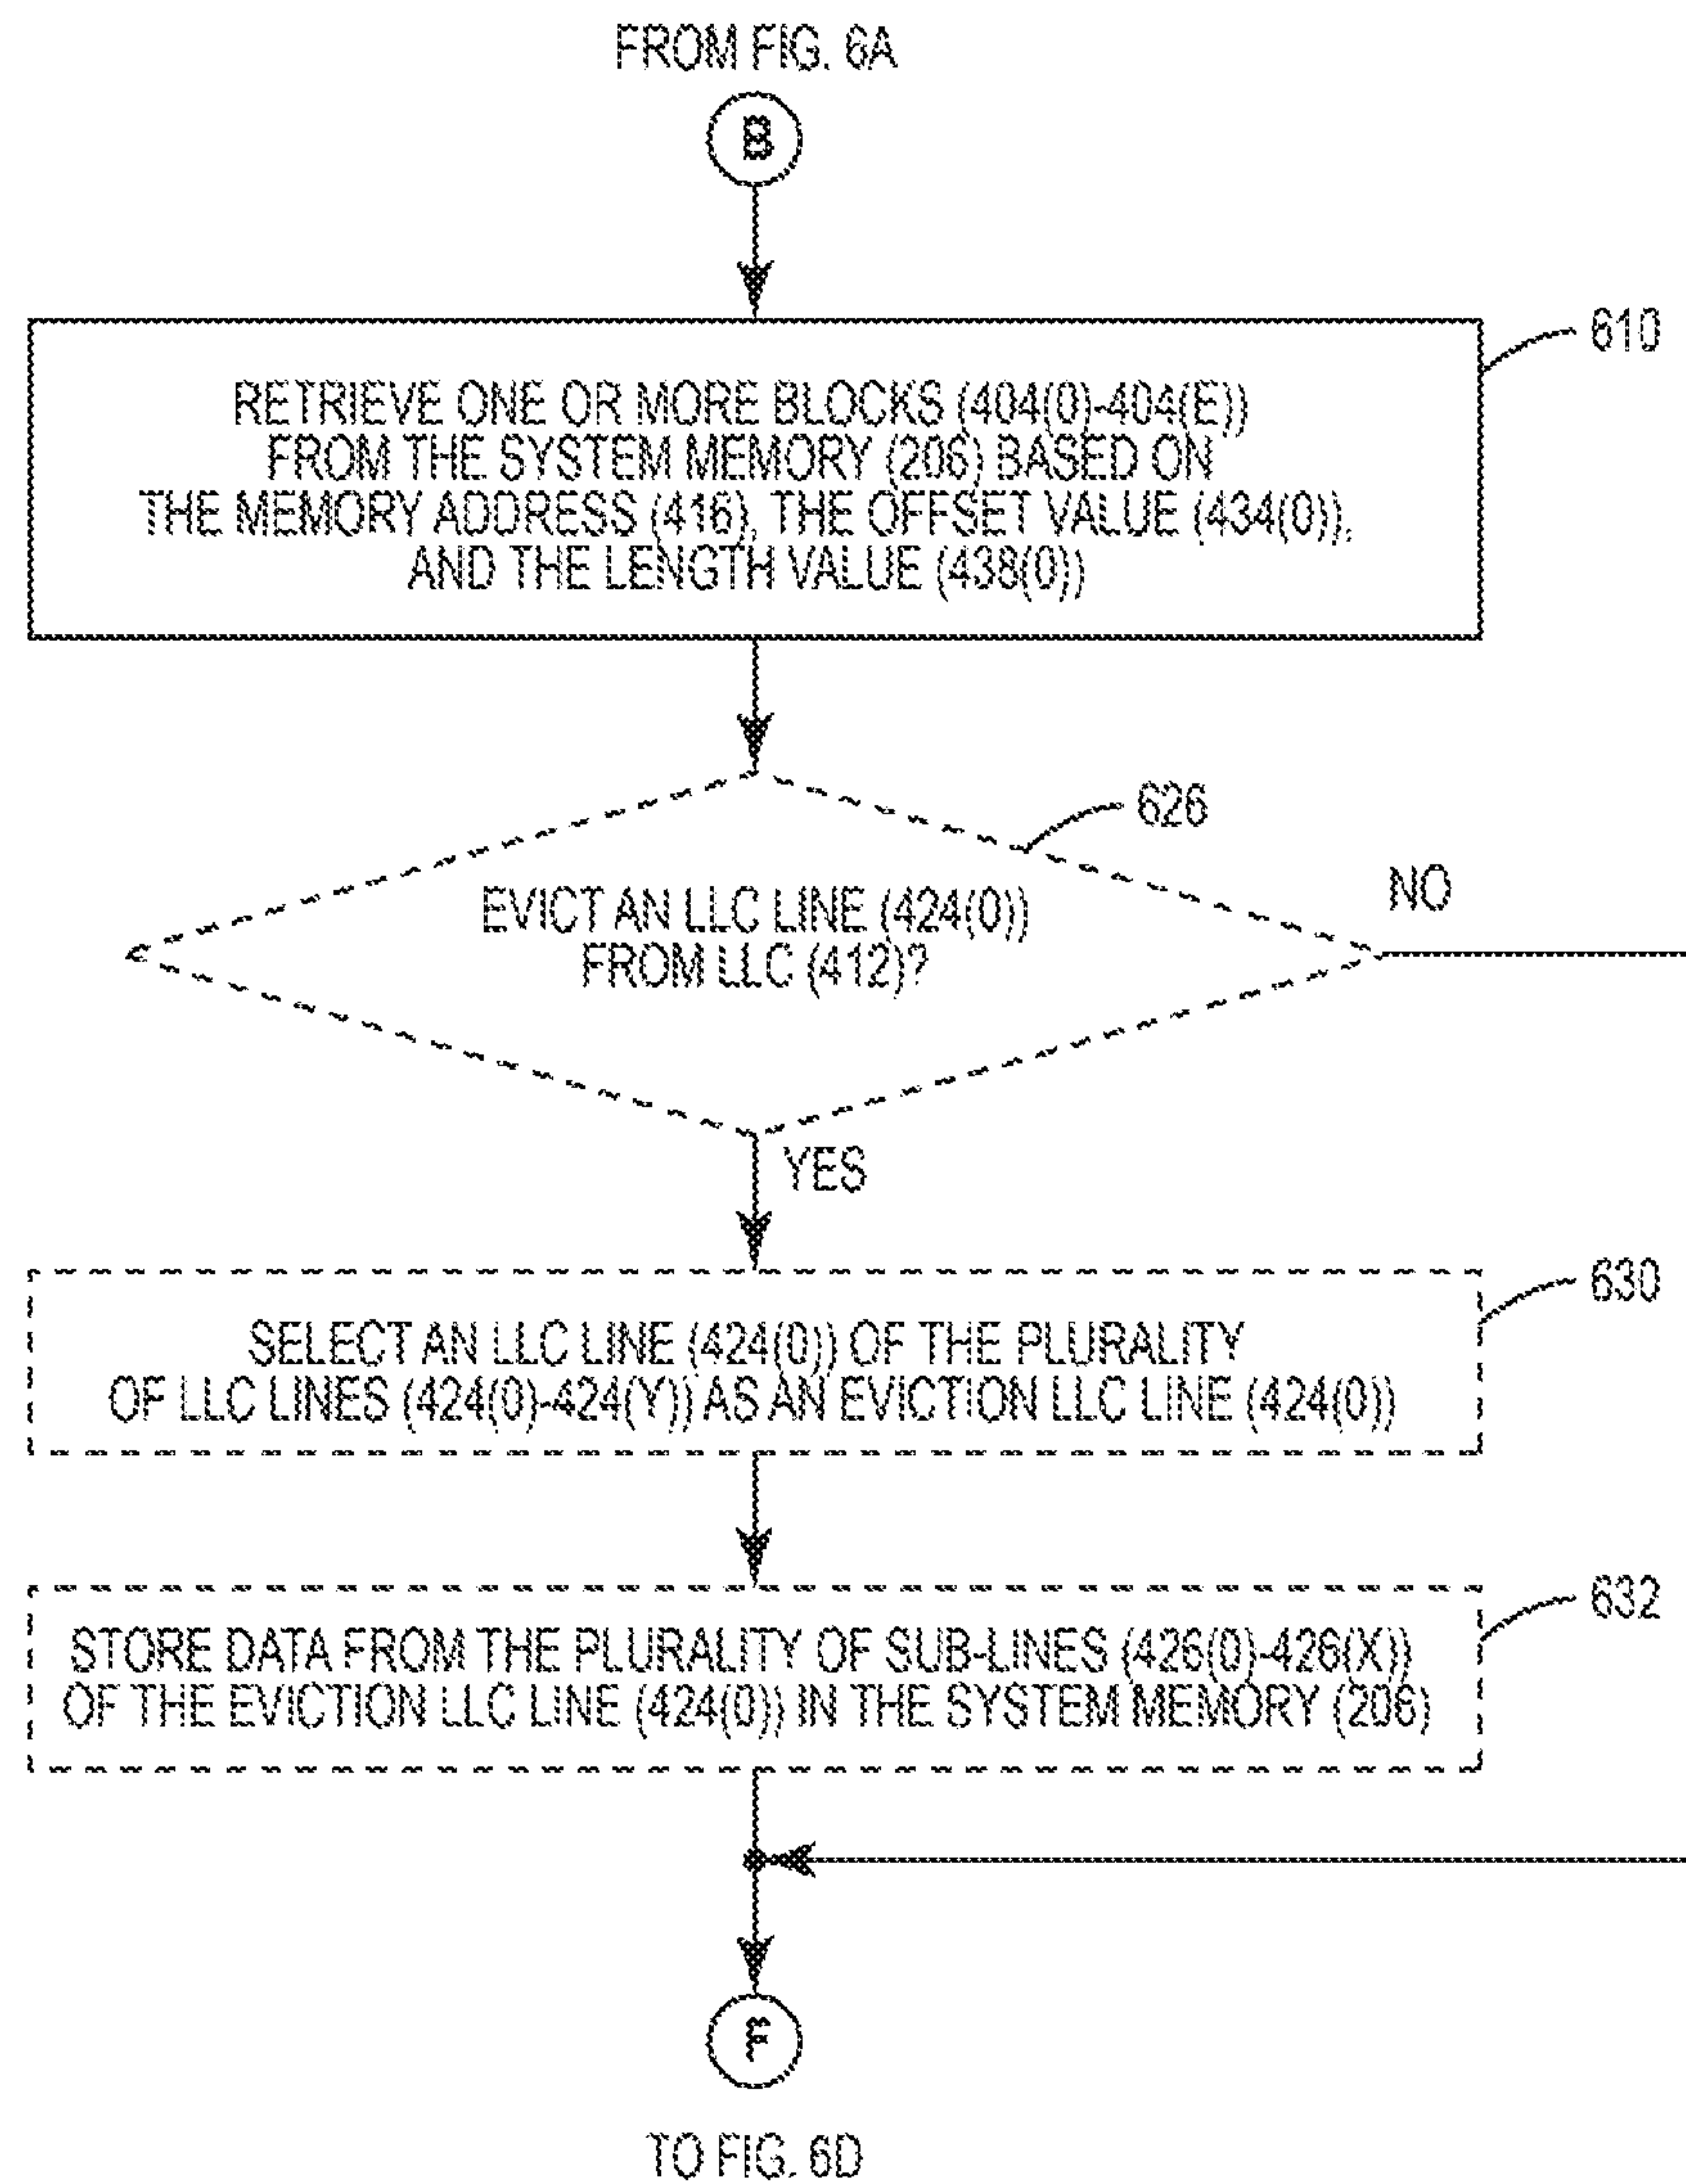 FROM FIG. 6A
B
610
RETRIEVE ONE OR MORE BLOCKS (404(0)-404(E))
FROM THE SYSTEM MEMORY (206) BASED ON
THE MEMORY ADDRESS (416), THE OFFSET VALUE (434(0)),
AND THE LENGTH VALUE (438(0))
626
EVICT AN LLC LINE (424(0))
FROM LLC (412)?
NO
YES
630
SELECT AN LLC LINE (424(0)) OF THE PLURALITY
OF LLC LINES (424(0)-424(Y)) AS AN EVICTION LLC LINE (424(0))
632
STORE DATA FROM THE PLURALITY OF SUB-LINES (426(0)-426(X))
OF THE EVICTION LLC LINE (424(0)) IN THE SYSTEM MEMORY (206)
F
TO FIG. 6D